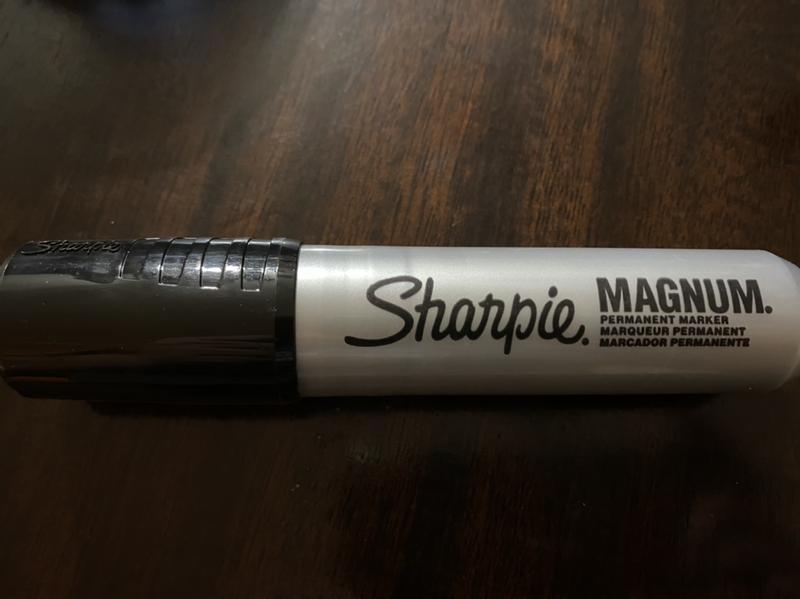 Sharpie
Sharpie.
MAGNUM.
PERMANENT MARKER
MARQUEUR PERMANENT
MARCADOR PERMANENTE